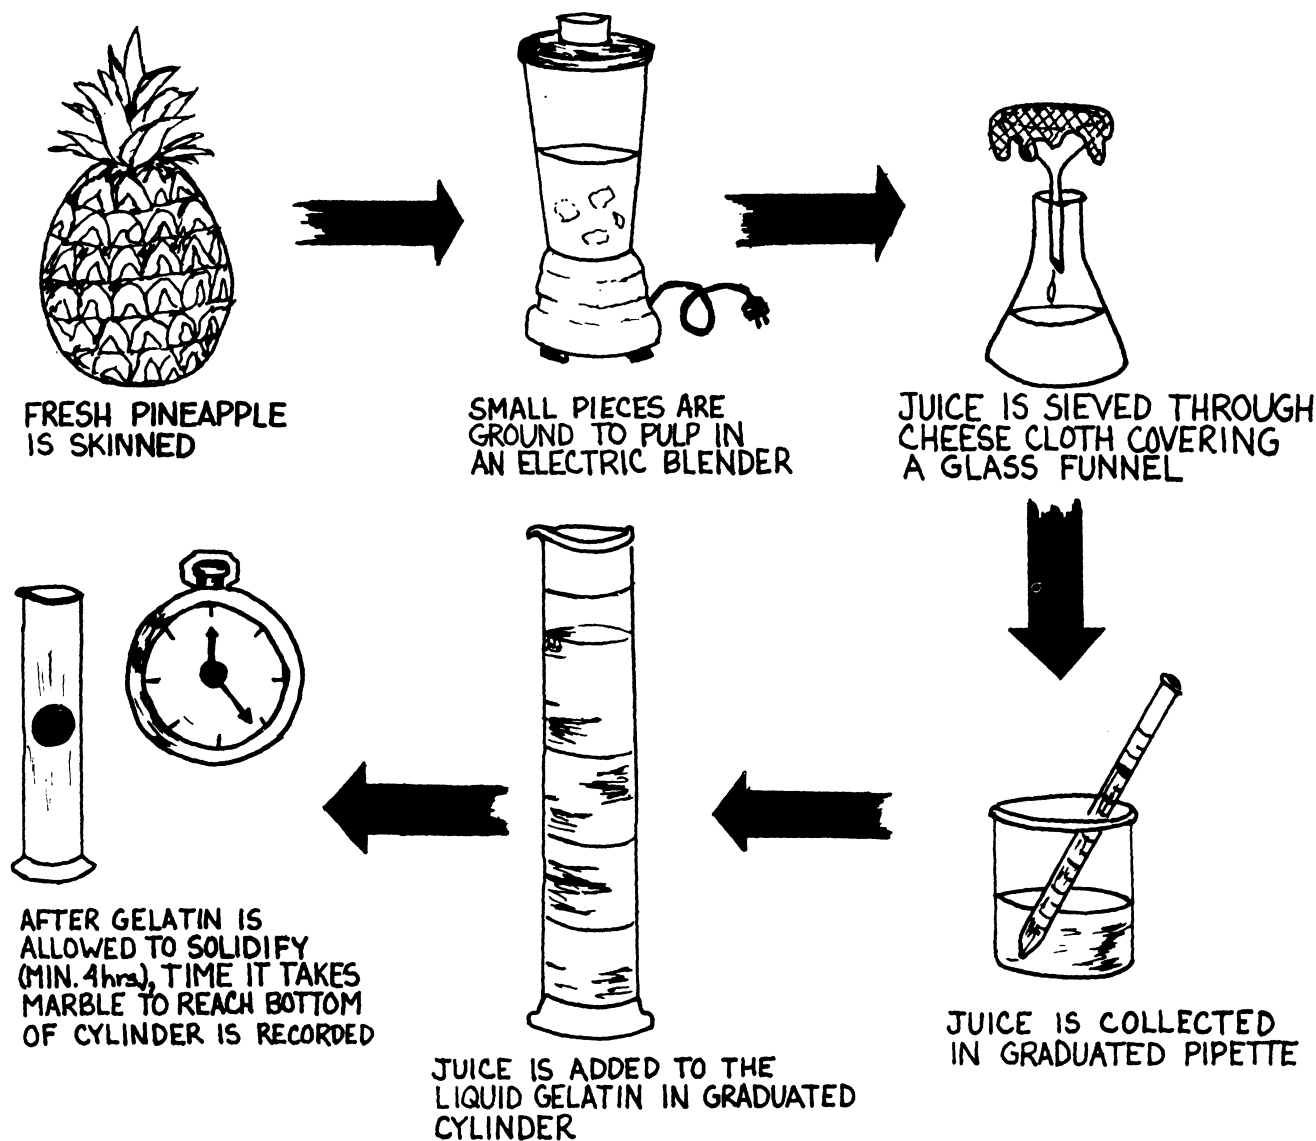 FRESH PINEAPPLE
IS SKINNED
SMALL PIECES ARE
GROUND TO PULP IN
AN ELECTRIC BLENDER
JUICE IS SIEVED THROUGH
CHEESE CLOTH COVERING
A GLASS FUNNEL
JUICE IS COLLECTED
IN GRADUATED PIPETTE
JUICE IS ADDED TO THE
LIQUID GELATIN IN GRADUATED
CYLINDER
AFTER GELATIN IS
ALLOWED TO SOLIDIFY
(MIN. 4hrs), TIME IT TAKES
MARBLE TO REACH BOTTOM
OF CYLINDER IS RECORDED